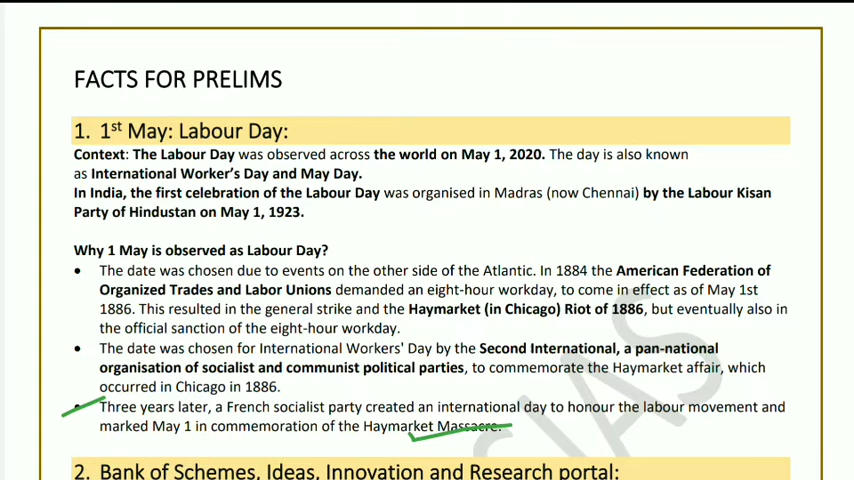 FACTS FOR PRELIMS
1. 1st May: Labour Day:
Context: The Labour Day was observed across the world on May 1, 2020. The day is also known
as International Worker's Day and May Day.
In India, the first celebration of the Labour Day was organised in Madras (now Chennai) by the Labour Kisan
Party of Hindustan on May 1, 1923.
Why 1 May is observed as Labour Day?
• The date was chosen due to events on the other side of the Atlantic. In 1884 the American Federation of
Organized Trades and Labor Unions demanded an eight-hour workday, to come in effect as of May 1st
1886. This resulted in the general strike and the Haymarket (in Chicago) Riot of 1886, but eventually also in
the official sanction of the eight-hour workday.
• The date was chosen for International Workers' Day by the Second International, a pan-national
organisation of socialist and communist political parties, to commemorate the Haymarket affair, which
occurred in Chicago in 1886.
• Three years later, a French socialist party created an international day to honour the labour movement and
marked May 1 in commemoration of the Haymarket Massacre.
2. Bank of Schemes, Ideas, Innovation and Research portal: